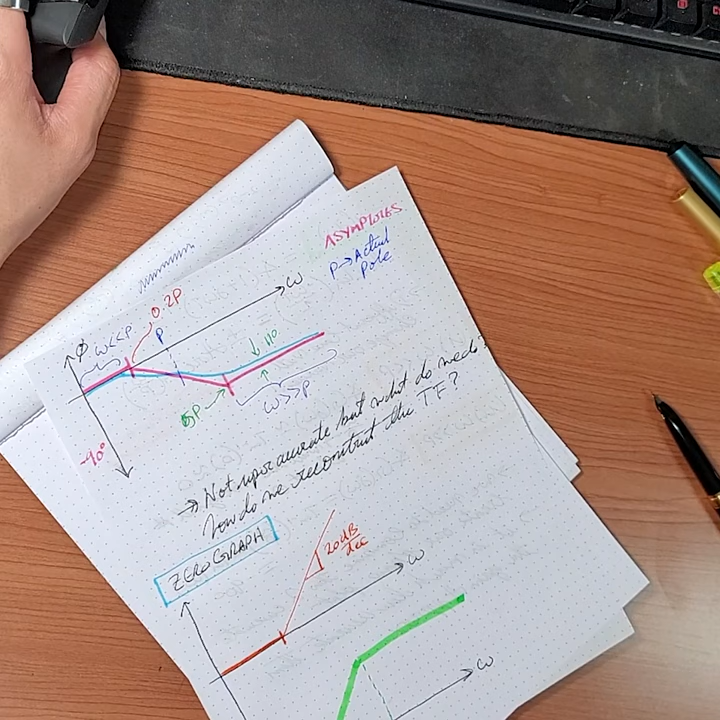 ASYMPTOTES
P → Actual
Pole
ω
0.2P
P
ϕ
ω<<P
11°
5P
ω>>P
-90°
→ Not super accurate but what do need?
how do we reconstruct the TF?
ZERO GRAPH
20dB/dec
ω
ω